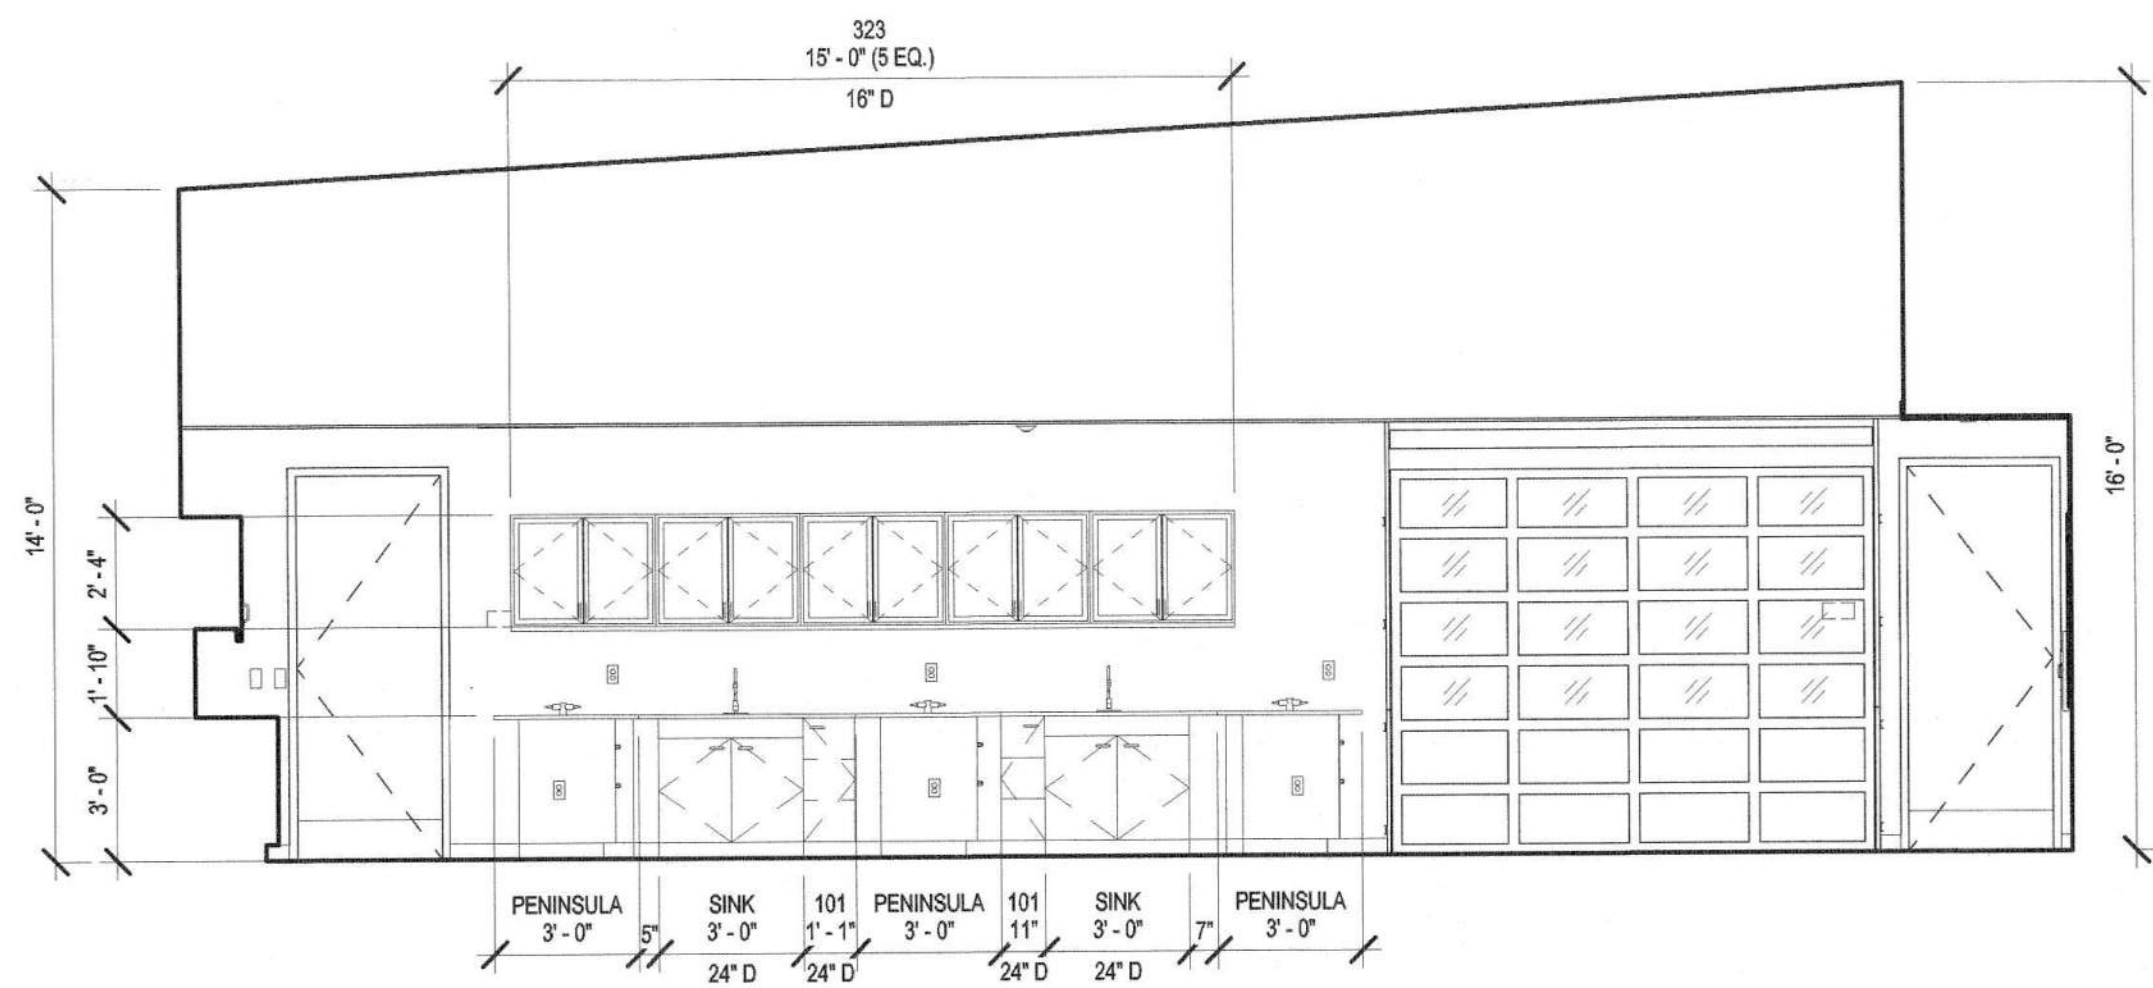 323
15' - 0" (5 EQ.)
16" D
14' - 0"
2' - 4"
1' - 10"
3' - 0"
16' - 0"
PENINSULA
3' - 0"
5"
SINK
3' - 0"
24" D
101
1' - 1"
24" D
PENINSULA
3' - 0"
101
11"
24" D
SINK
3' - 0"
24" D
7"
PENINSULA
3' - 0"